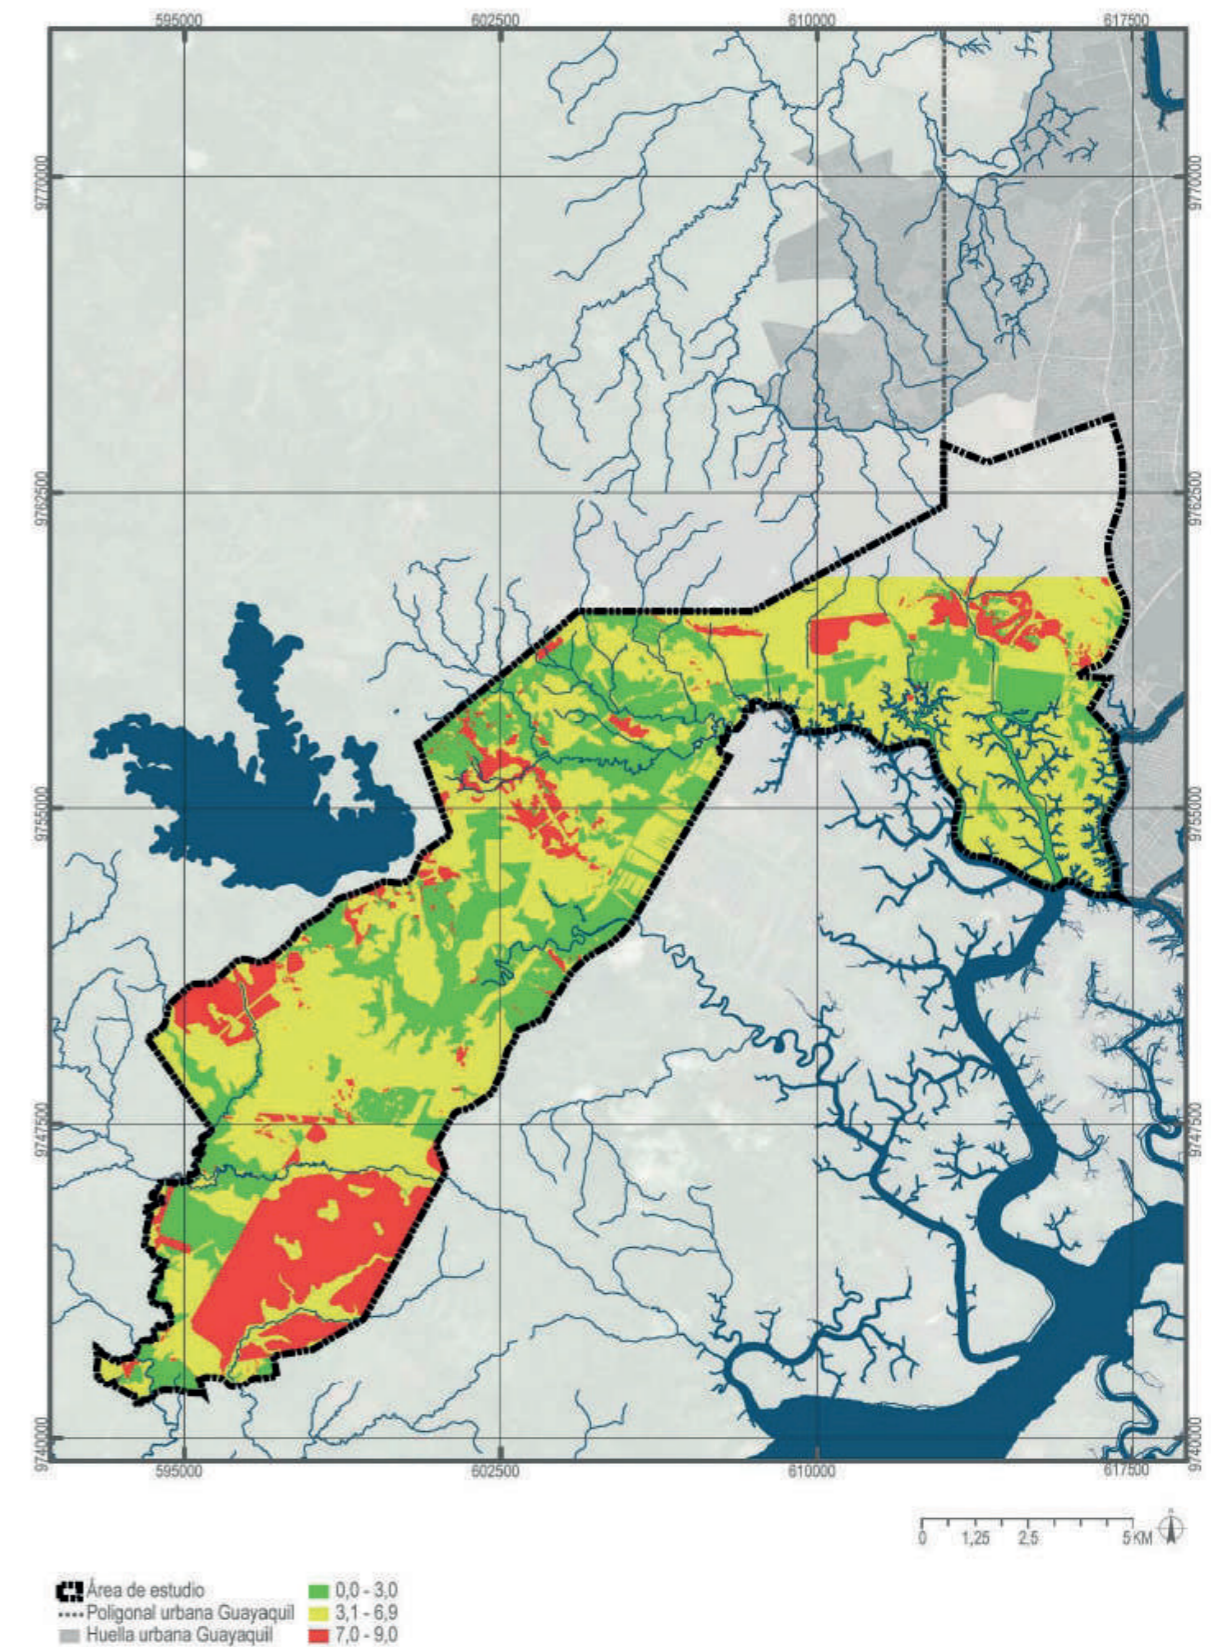 595000 602500 610000 617500
9770000 9770000
9762500 9762500
9755000 9755000
9747500 9747500
9740000 9740000
595000 602500 610000 617500
0 1,25 2,5 5 KM
Área de estudio 0,0 - 3,0
Poligonal urbana Guayaquil 3,1 - 6,9
Huella urbana Guayaquil 7,0 - 9,0